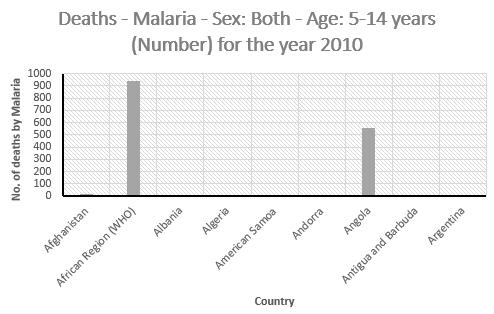 Deaths - Malaria - Sex: Both - Age: 5-14 years
(Number) for the year 2010
No. of deaths by Malaria
1000
900
800
700
600
500
400
300
200
100
0
Afghanistan
African Region (WHO)
Albania
Algeria
American Samoa
Andorra
Angola
Antigua and Barbuda
Argentina
Country